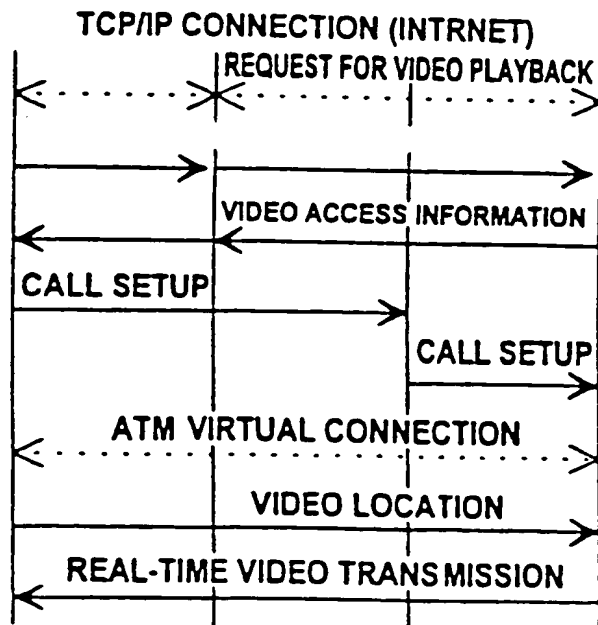 TCP/IP CONNECTION (INTRNET)
REQUEST FOR VIDEO PLAYBACK
VIDEO ACCESS INFORMATION
CALL SETUP
CALL SETUP
ATM VIRTUAL CONNECTION
VIDEO LOCATION
REAL-TIME VIDEO TRANSMISSION